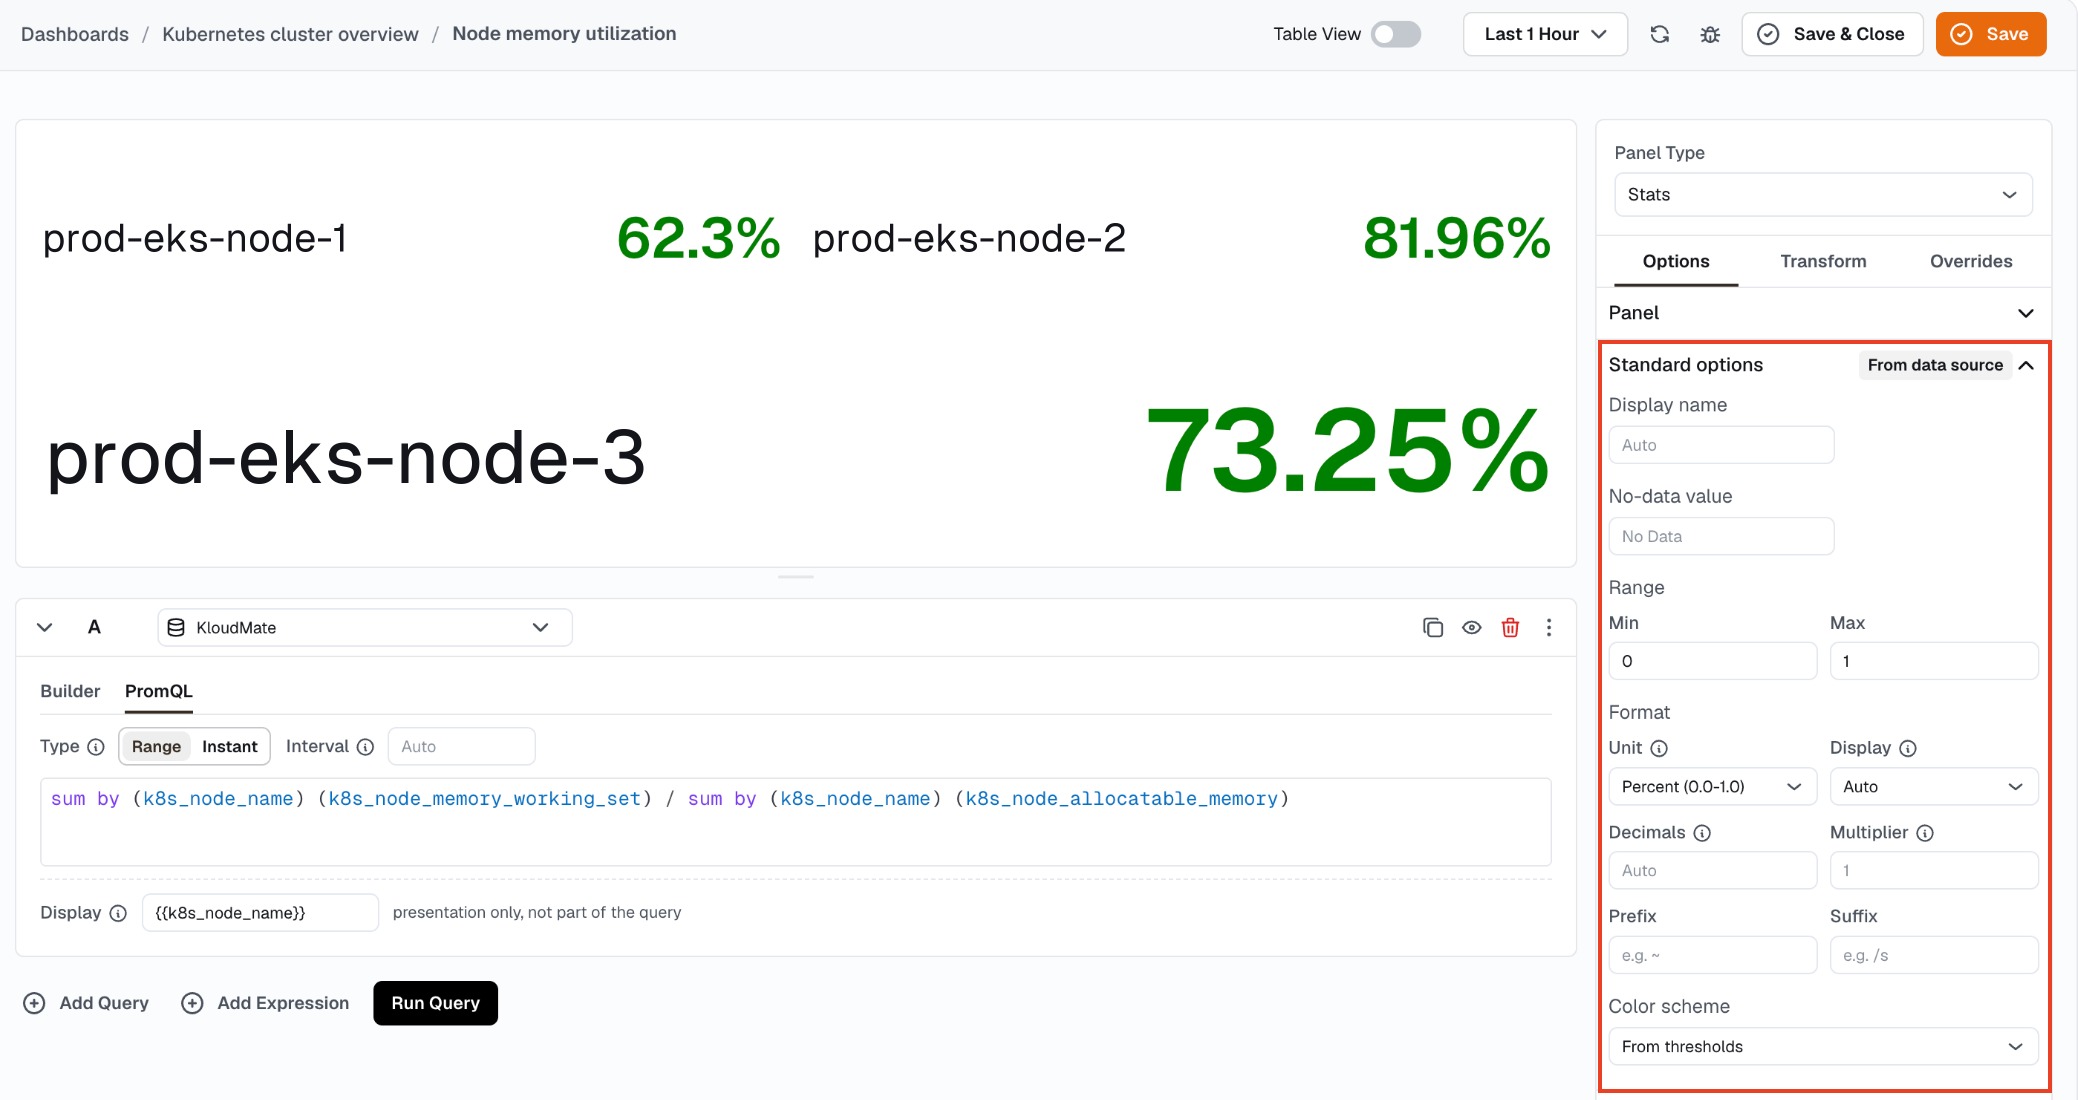 Dashboards / Kubernetes cluster overview / Node memory utilization
Table View
Last 1 Hour
Save & Close
Save
prod-eks-node-1
62.3%
prod-eks-node-2
81.96%
prod-eks-node-3
73.25%
A
KloudMate
Builder
PromQL
Type
Range
Instant
Interval
Auto
sum by (k8s_node_name) (k8s_node_memory_working_set) / sum by (k8s_node_name) (k8s_node_allocatable_memory)
Display
{{k8s_node_name}}
presentation only, not part of the query
Add Query
Add Expression
Run Query
Panel Type
Stats
Options
Transform
Overrides
Panel
Standard options
From data source
Display name
Auto
No-data value
No Data
Range
Min
Max
0
1
Format
Unit
Display
Percent (0.0-1.0)
Auto
Decimals
Multiplier
Auto
1
Prefix
Suffix
e.g. ~
e.g. /s
Color scheme
From thresholds